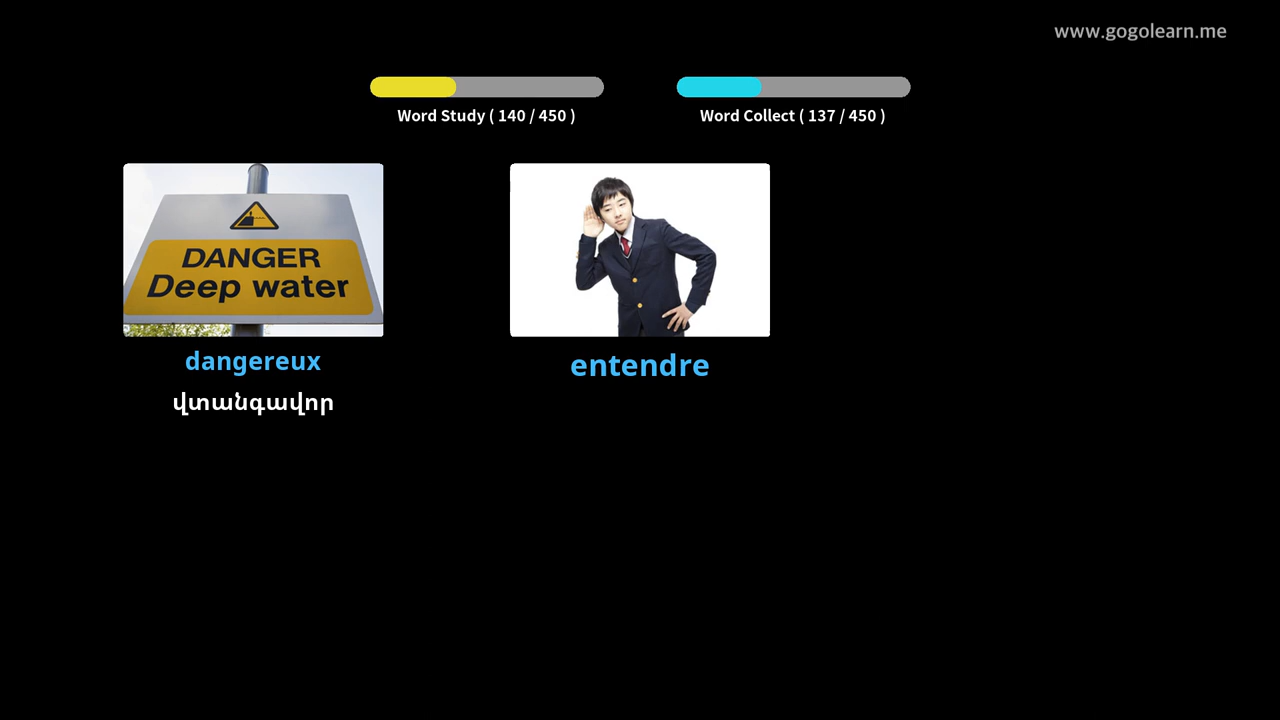 www.gogolearn.me
Word Study ( 140 / 450 )
Word Collect ( 137 / 450 )
DANGER
Deep water
dangereux
վտանգավոր
entendre